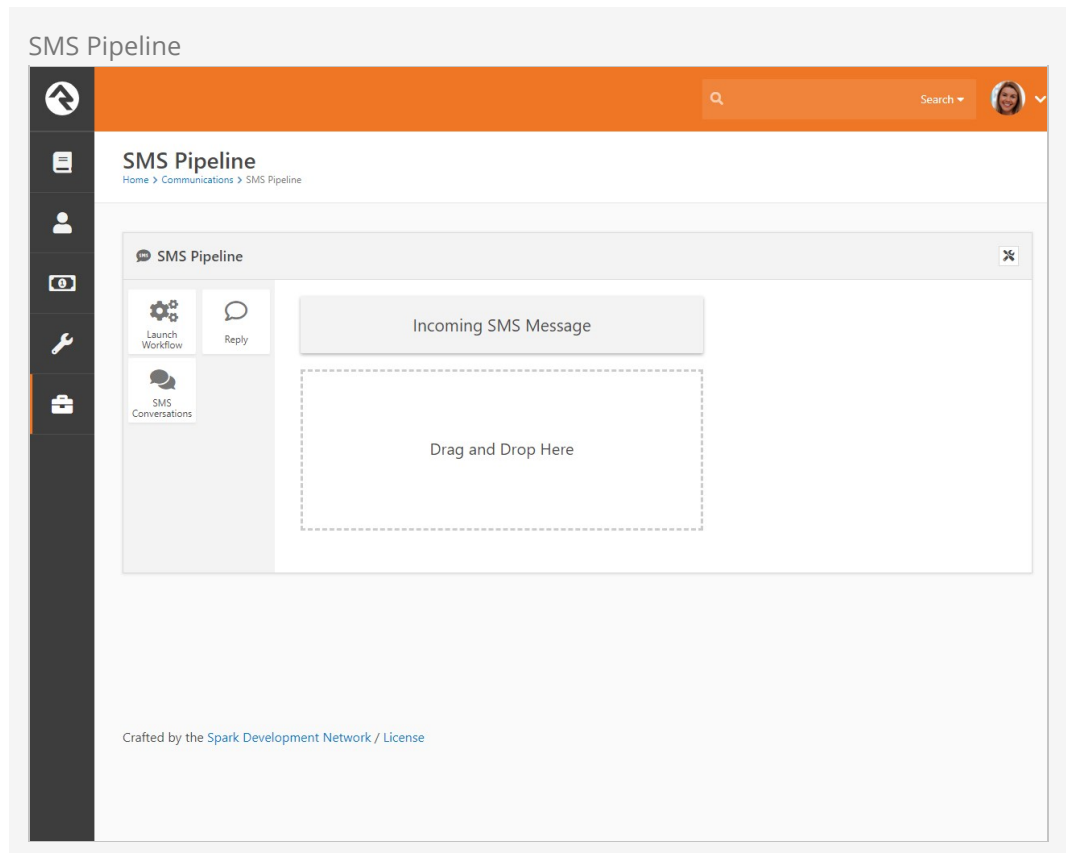 SMS Pipeline
Search
SMS Pipeline
Home > Communications > SMS Pipeline
SMS Pipeline
Launch
Workflow
Reply
SMS
Conversations
Incoming SMS Message
Drag and Drop Here
Crafted by the Spark Development Network / License